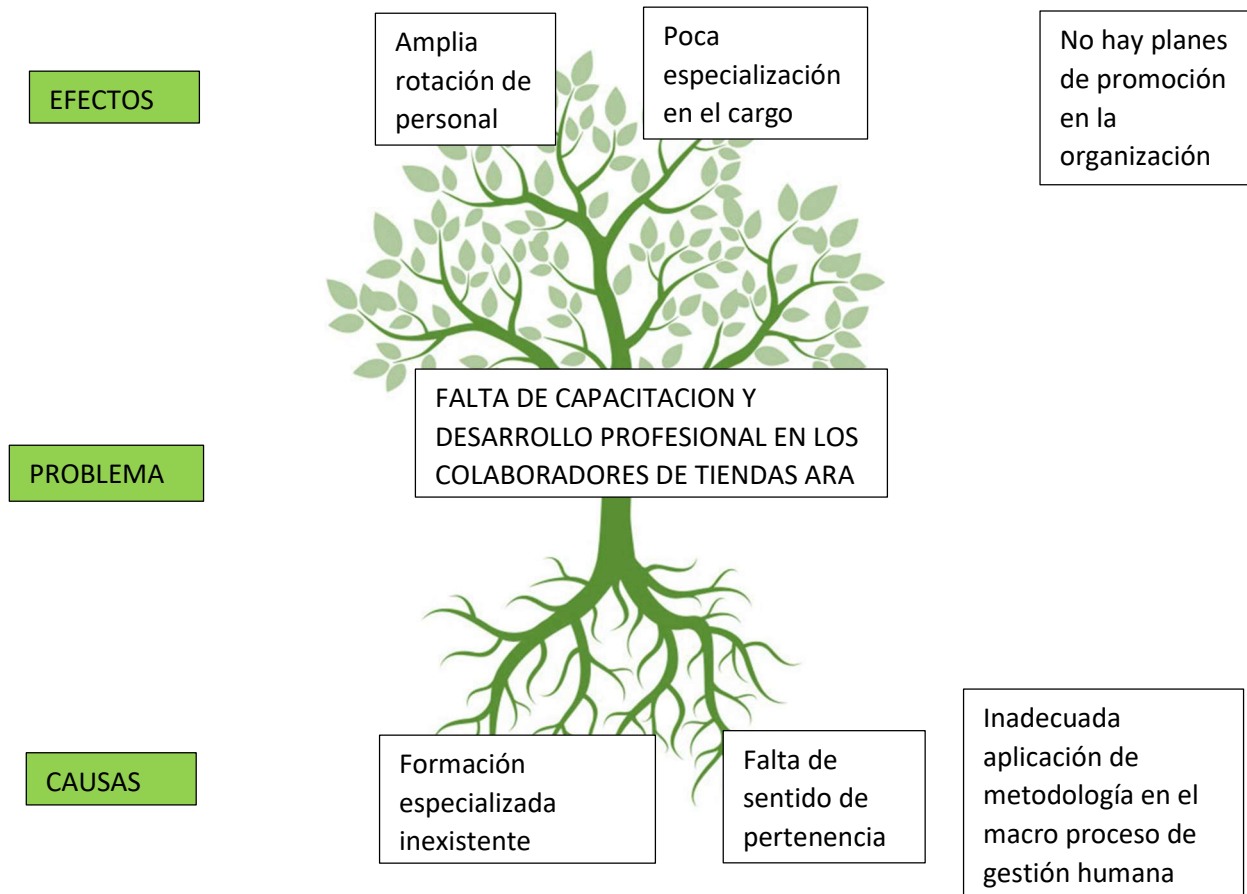 EFECTOS
Amplia
rotación de
personal
Poca
especialización
en el cargo
No hay planes
de promoción
en la
organización
PROBLEMA
FALTA DE CAPACITACION Y
DESARROLLO PROFESIONAL EN LOS
COLABORADORES DE TIENDAS ARA
CAUSAS
Formación
especializada
inexistente
Falta de
sentido de
pertenencia
Inadecuada
aplicación de
metodología en el
macro proceso de
gestión humana